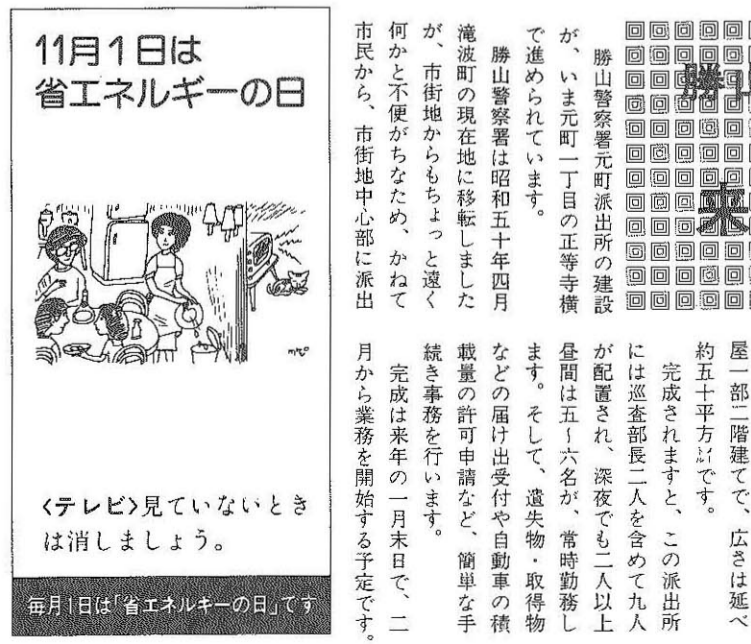 勝山
来
勝山警察署元町派出所の建設
が、いま元町一丁目の正等寺横
で進められています。
勝山警察署は昭和五十年四月
滝波町の現在地に移転しました
が、市街地からもちょっと遠く
何かと不便がちなため、かねて
市民から、市街地中心部に派出
屋一部二階建てで、広さは延べ
約五十平方メートルです。
完成されますと、この派出所
には巡査部長二人を含めて九人
が配置され、深夜でも二人以上
昼間は五〜六名が、常時勤務し
ます。そして、遺失物・取得物
などの届け出受付や自動車の積
載量の許可申請など、簡単な手
続き事務を行います。
完成は来年の一月末日で、二
月から業務を開始する予定です。
11月1日は
省エネルギーの日
〈テレビ〉見ていないとき
は消しましょう。
毎月1日は「省エネルギーの日」です